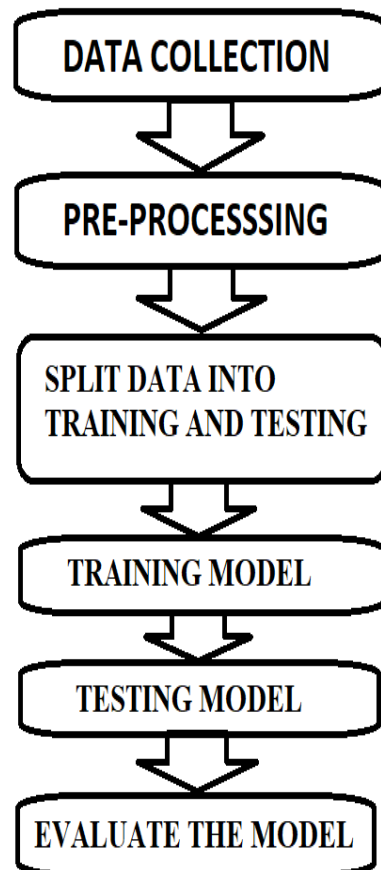 DATA COLLECTION
PRE-PROCESSSING
SPLIT DATA INTO
TRAINING AND TESTING
TRAINING MODEL
TESTING MODEL
EVALUATE THE MODEL